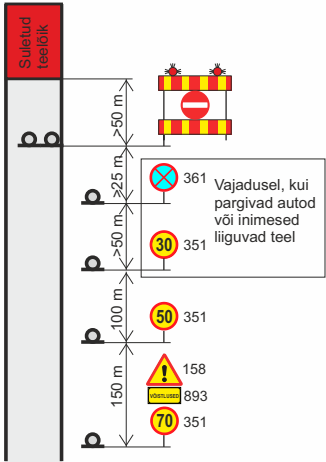 Suletud
teelõik
>50 m
>25 m
361
Vajadusel, kui
pargivad autod
või inimesed
liiguvad teel
>50 m
30
351
100 m
50
351
150 m
158
VÕISTLUSED
893
70
351